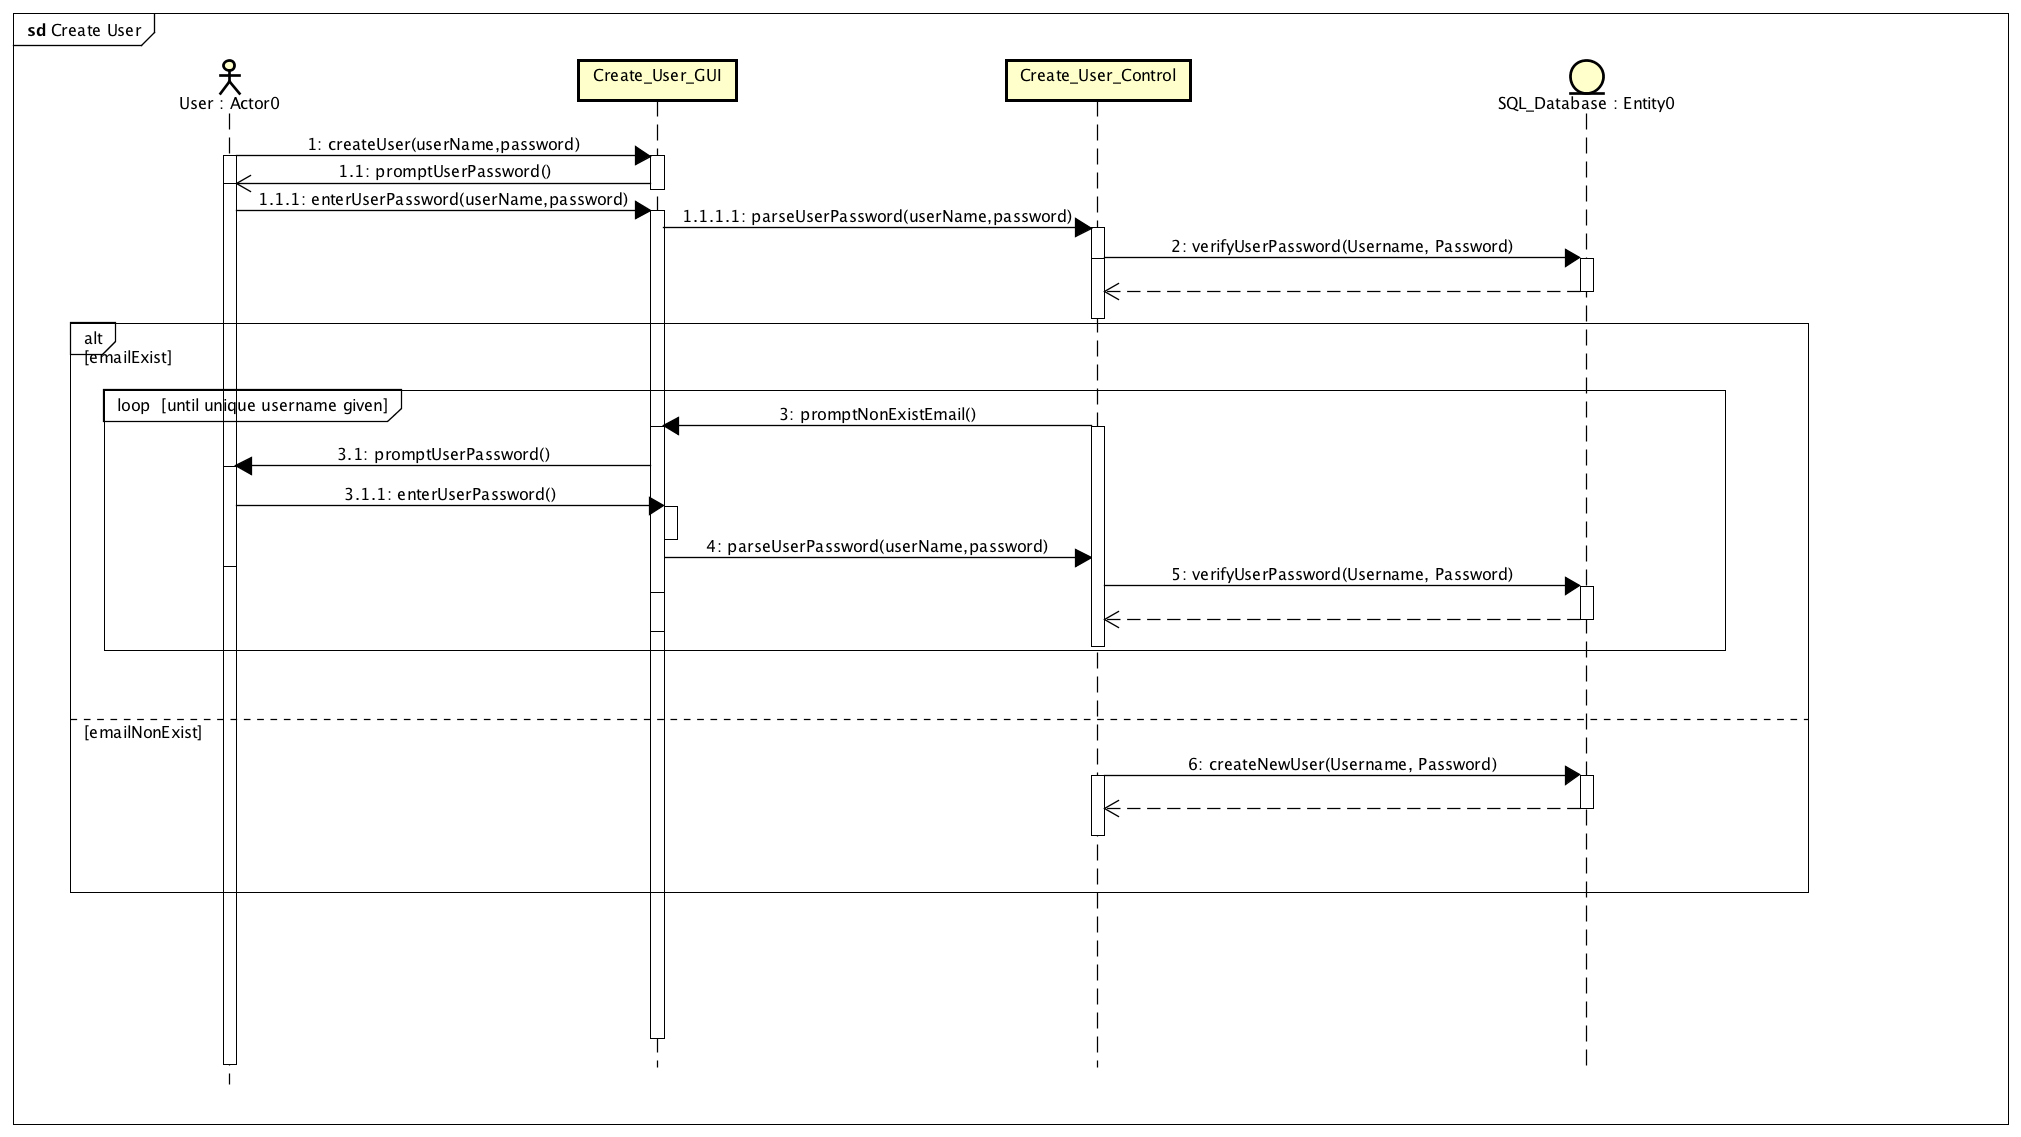 sd Create User
User : Actor0
Create_User_GUI
Create_User_Control
SQL_Database : Entity0
1: createUser(userName,password)
1.1: promptUserPassword()
1.1.1: enterUserPassword(userName,password)
1.1.1.1: parseUserPassword(userName,password)
2: verifyUserPassword(Username, Password)
alt
[emailExist]
loop [until unique username given]
3: promptNonExistEmail()
3.1: promptUserPassword()
3.1.1: enterUserPassword()
4: parseUserPassword(userName,password)
5: verifyUserPassword(Username, Password)
[emailNonExist]
6: createNewUser(Username, Password)